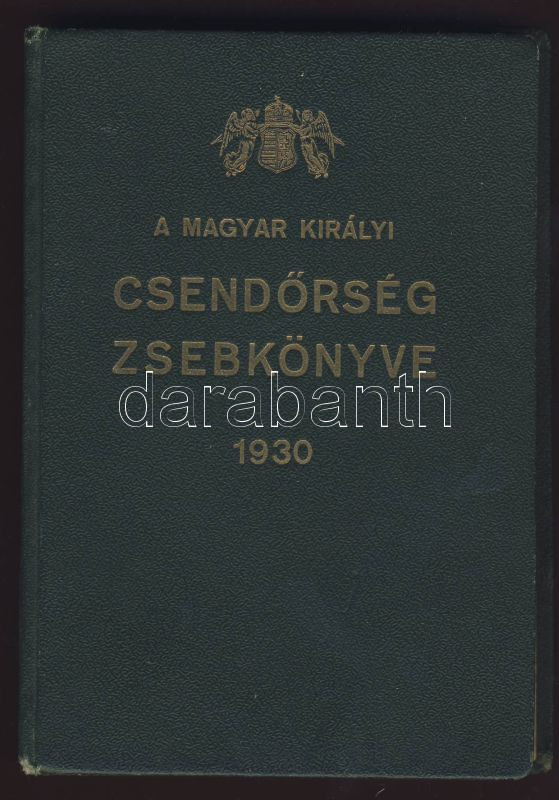 A MAGYAR KIRÁLYI
CSENDŐRSÉG
ZSEBKÖNYVE
darabanth
1930